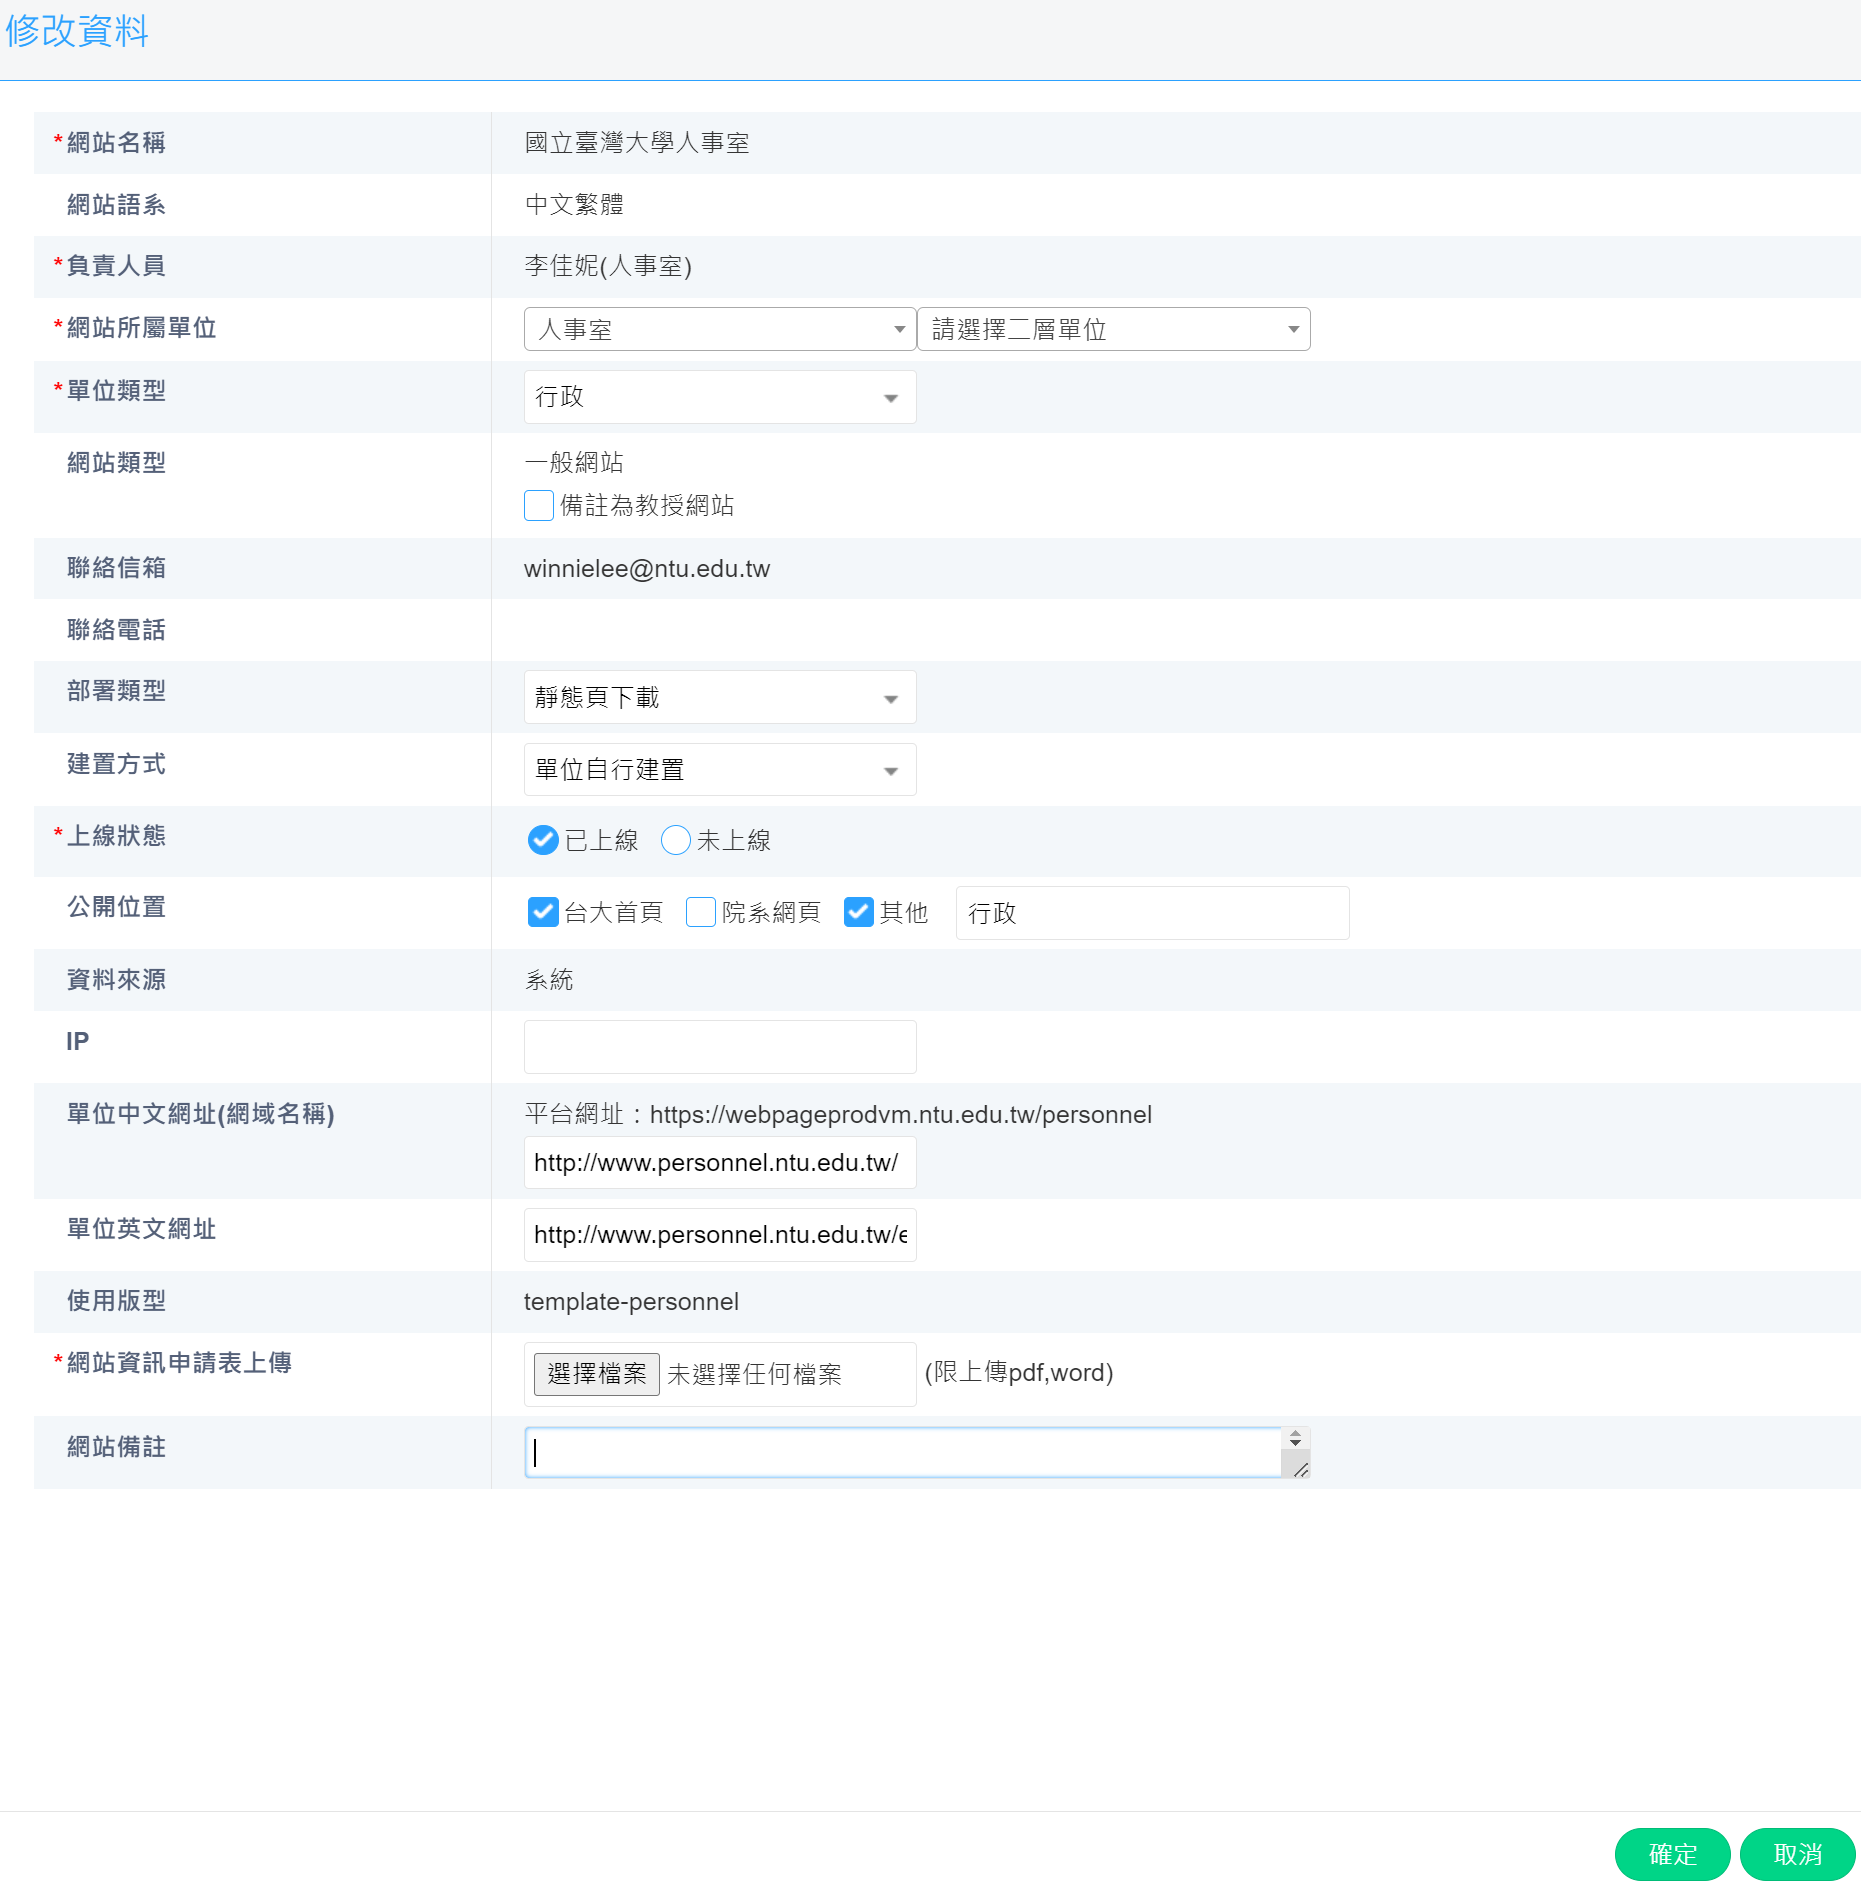 修改資料
*網站名稱 國立臺灣大學人事室
網站語系 中文繁體
*負責人員 李佳妮(人事室)
*網站所屬單位 人事室 請選擇二層單位
*單位類型 行政
網站類型 一般網站
備註為教授網站
聯絡信箱 winnielee@ntu.edu.tw
聯絡電話
部署類型 靜態頁下載
建置方式 單位自行建置
*上線狀態 已上線 未上線
公開位置 台大首頁 院系網頁 其他 行政
資料來源 系統
IP
單位中文網址(網域名稱) 平台網址：https://webpageprodvm.ntu.edu.tw/personnel
http://www.personnel.ntu.edu.tw/
單位英文網址 http://www.personnel.ntu.edu.tw/e
使用版型 template-personnel
*網站資訊申請表上傳 選擇檔案 未選擇任何檔案 (限上傳pdf,word)
網站備註
確定 取消